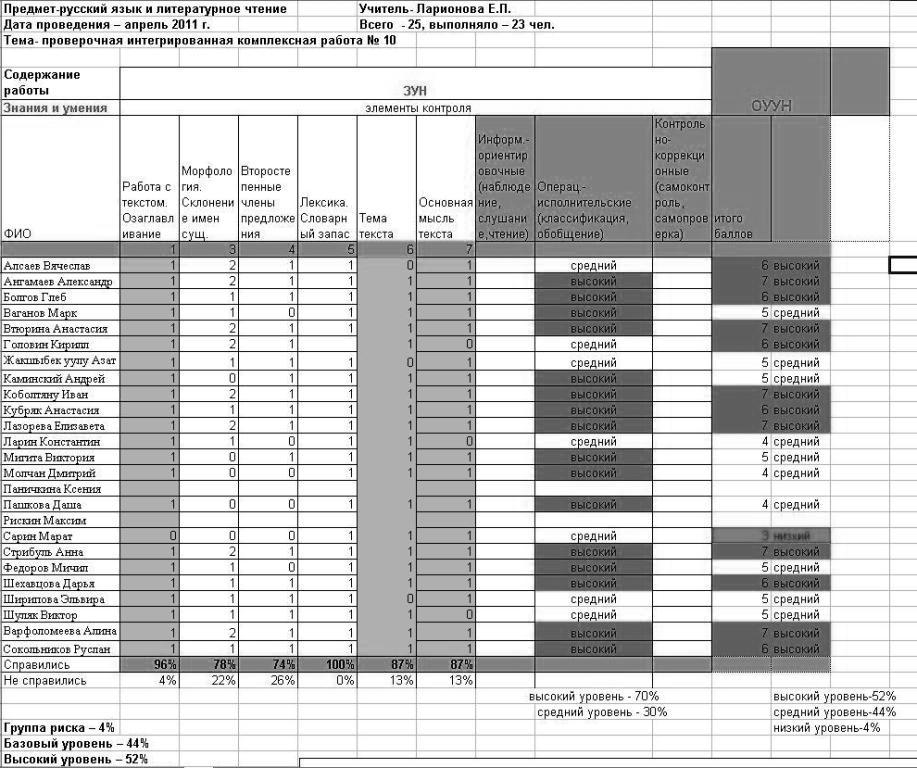 Предмет-русский язык и литературное чтение Учитель- Ларионова Е.П.
Дата проведения – апрель 2011 г. Всего - 25, выполняло – 23 чел.
Тема- проверочная интегрированная комплексная работа № 10
Содержание работы ЗУН
Знания и умения элементы контроля ОУУН
ФИО
Работа с текстом. Озаглавливание
Морфология. Склонение имен сущ.
Второстепенные члены предложения
Лексика. Словарный запас
Тема текста
Основная мысль текста
Информ.-ориентировочные (наблюдение, слушание,чтение)
Операц.-исполнительские (классификация, обобщение)
Контрольно-коррекционные (самоконтроль, самопроверка)
итого баллов
1 3 4 5 6 7
Алсаев Вячеслав 1 2 1 1 0 1 средний 6 высокий
Ангамаев Александр 1 2 1 1 1 1 высокий 7 высокий
Болгов Глеб 1 1 1 1 1 1 высокий 6 высокий
Ваганов Марк 1 1 0 1 1 1 высокий 5 средний
Втюрина Анастасия 1 2 1 1 1 1 высокий 7 высокий
Головин Кирилл 1 2 1 1 0 средний 6 высокий
Жакшыбек уулу Азат 1 1 1 1 0 1 средний 5 средний
Каминский Андрей 1 0 1 1 1 1 высокий 5 средний
Коболтяну Иван 1 2 1 1 1 1 высокий 7 высокий
Кубряк Анастасия 1 1 1 1 1 1 высокий 6 высокий
Лазорева Елизавета 1 2 1 1 1 1 высокий 7 высокий
Ларин Константин 1 1 0 1 1 0 средний 4 средний
Мигита Виктория 1 0 1 1 1 1 высокий 5 средний
Молчан Дмитрий 1 0 0 1 1 1 высокий 4 средний
Паничкина Ксения
Пашкова Даша 1 0 0 1 1 1 высокий 4 средний
Рискин Максим
Сарин Марат 0 0 0 1 1 1 средний 3 низкий
Стрибуль Анна 1 2 1 1 1 1 высокий 7 высокий
Федоров Мичил 1 1 0 1 1 1 высокий 5 средний
Шехавцова Дарья 1 1 1 1 1 1 высокий 6 высокий
Ширипова Эльвира 1 1 1 1 0 1 средний 5 средний
Шуляк Виктор 1 1 1 1 1 0 средний 5 средний
Варфоломеева Алина 1 2 1 1 1 1 высокий 7 высокий
Сокольников Руслан 1 1 1 1 1 1 высокий 6 высокий
Справились 96% 78% 74% 100% 87% 87%
Не справились 4% 22% 26% 0% 13% 13%
высокий уровень - 70% высокий уровень-52%
средний уровень - 30% средний уровень-44%
Группа риска – 4% низкий уровень-4%
Базовый уровень – 44%
Высокий уровень – 52%